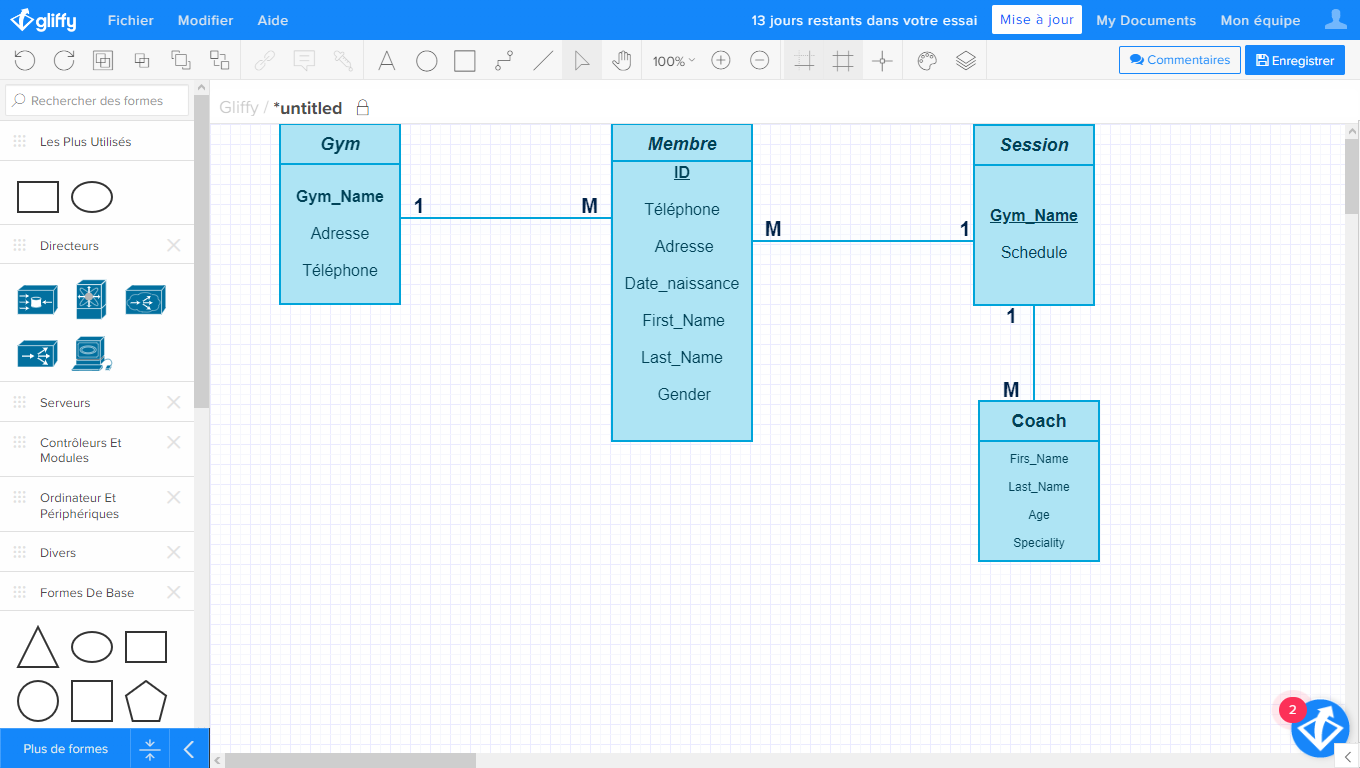 gliffy Fichier Modifier Aide 13 jours restants dans votre essai Mise à jour My Documents Mon équipe
100% Commentaires Enregistrer
Rechercher des formes
Les Plus Utilisés
Directeurs
Serveurs
Contrôleurs Et
Modules
Ordinateur Et
Périphériques
Divers
Formes De Base
Plus de formes
Gliffy / *untitled
Gym
Gym_Name
Adresse
Téléphone
1
M
Membre
ID
Téléphone
Adresse
Date_naissance
First_Name
Last_Name
Gender
M
1
Session
Gym_Name
Schedule
1
M
Coach
Firs_Name
Last_Name
Age
Speciality
2